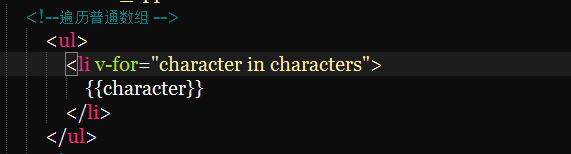 <!--遍历普通数组 -->
<ul>
<li v-for="character in characters">
{{character}}
</li>
</ul>